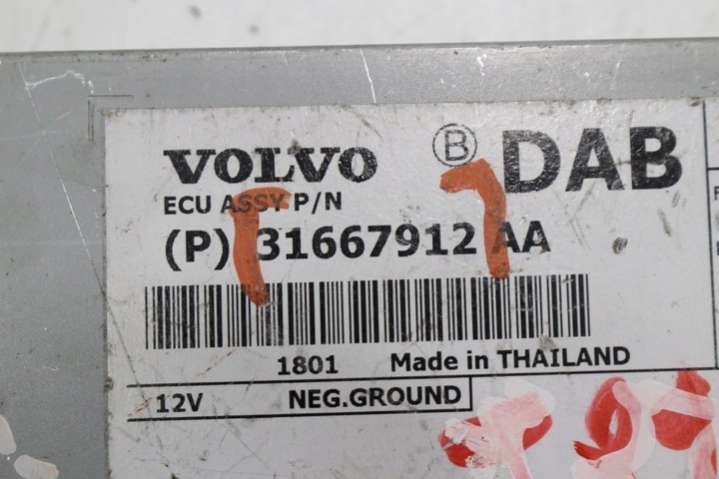 VOLVO Ⓑ DAB
ECU ASSY P/N
(P) 31667912 AA
1801 Made in THAILAND
12V NEG.GROUND